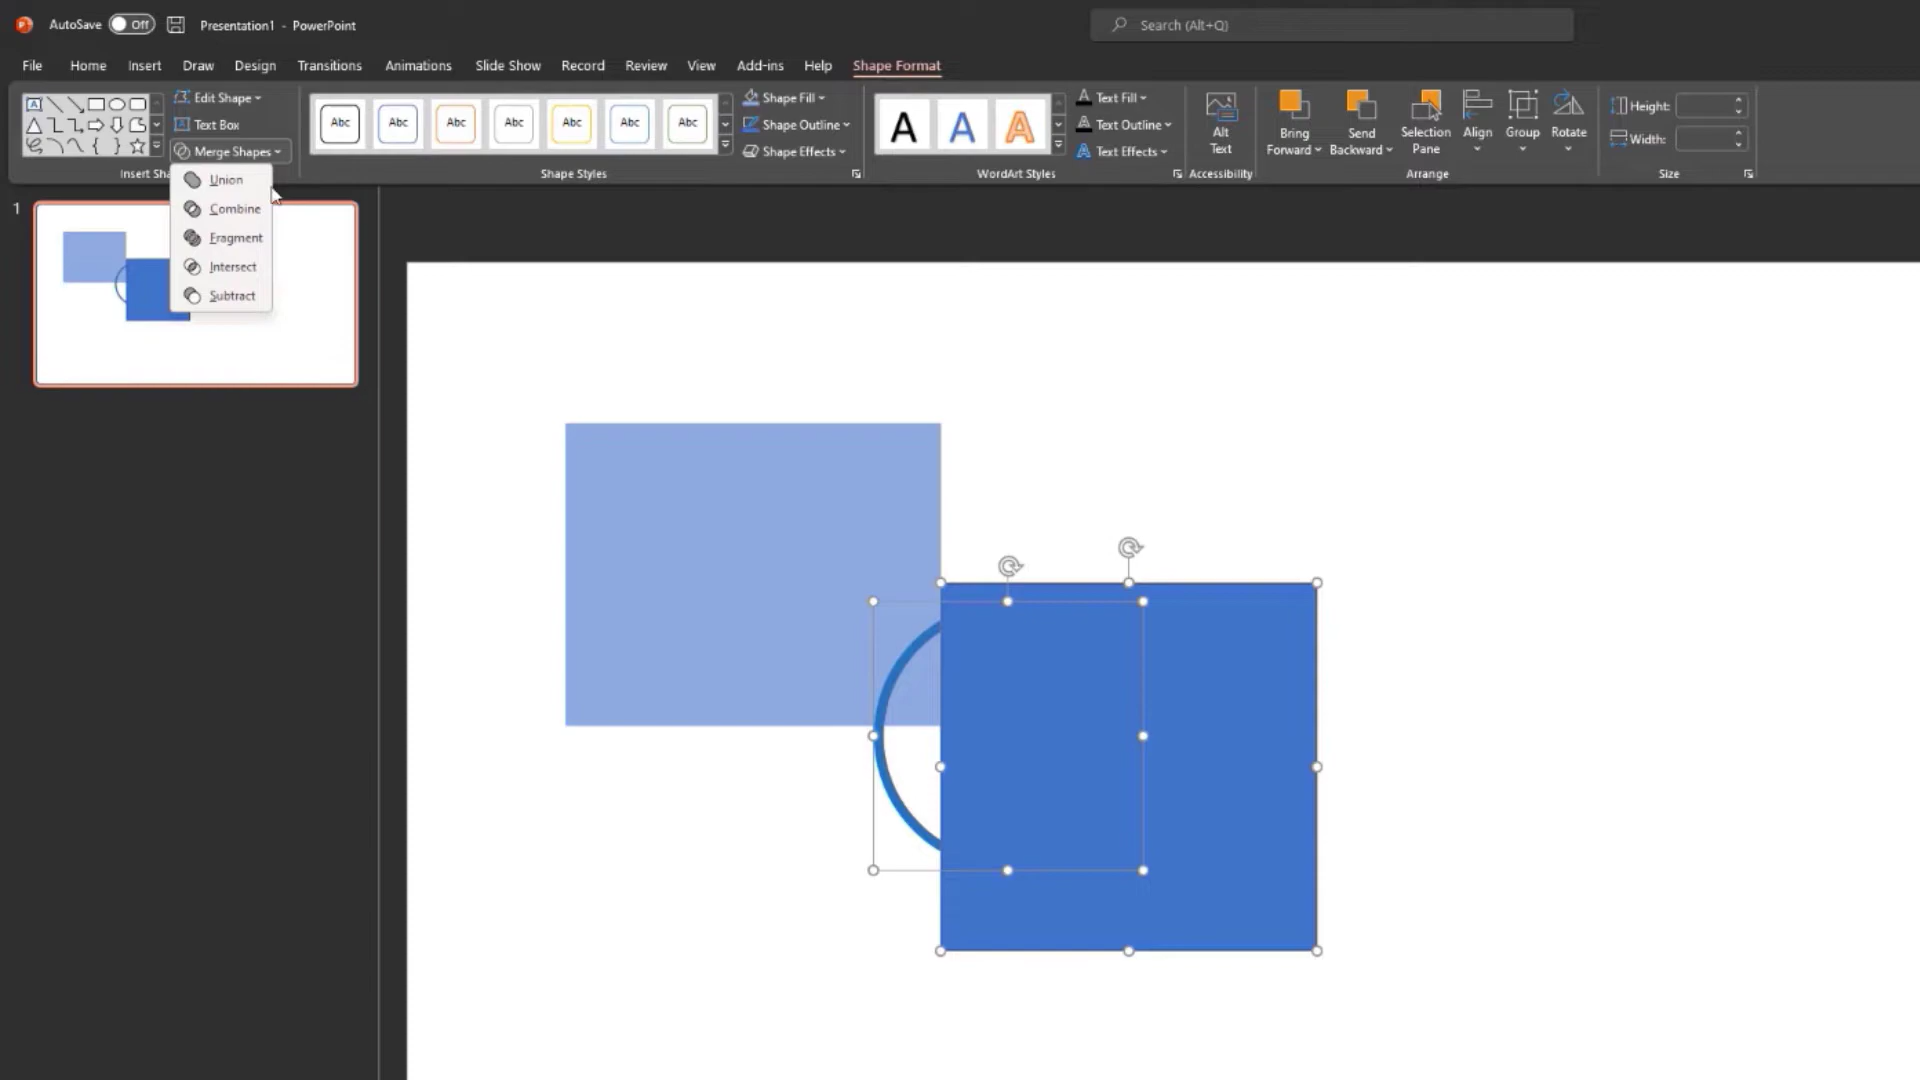 AutoSave Off Presentation1 - PowerPoint Search (Alt+Q)
File Home Insert Draw Design Transitions Animations Slide Show Record Review View Add-ins Help Shape Format
Edit Shape
Text Box
Merge Shapes
Insert Sha
Union
Combine
Fragment
Intersect
Subtract
Abc Abc Abc Abc Abc Abc Abc
Shape Fill
Shape Outline
Shape Effects
Shape Styles
A A A
Text Fill
Text Outline
Text Effects
WordArt Styles
Alt
Text
Accessibility
Bring
Forward
Send
Backward
Selection
Pane
Align
Group
Rotate
Arrange
Height:
Width:
Size
1